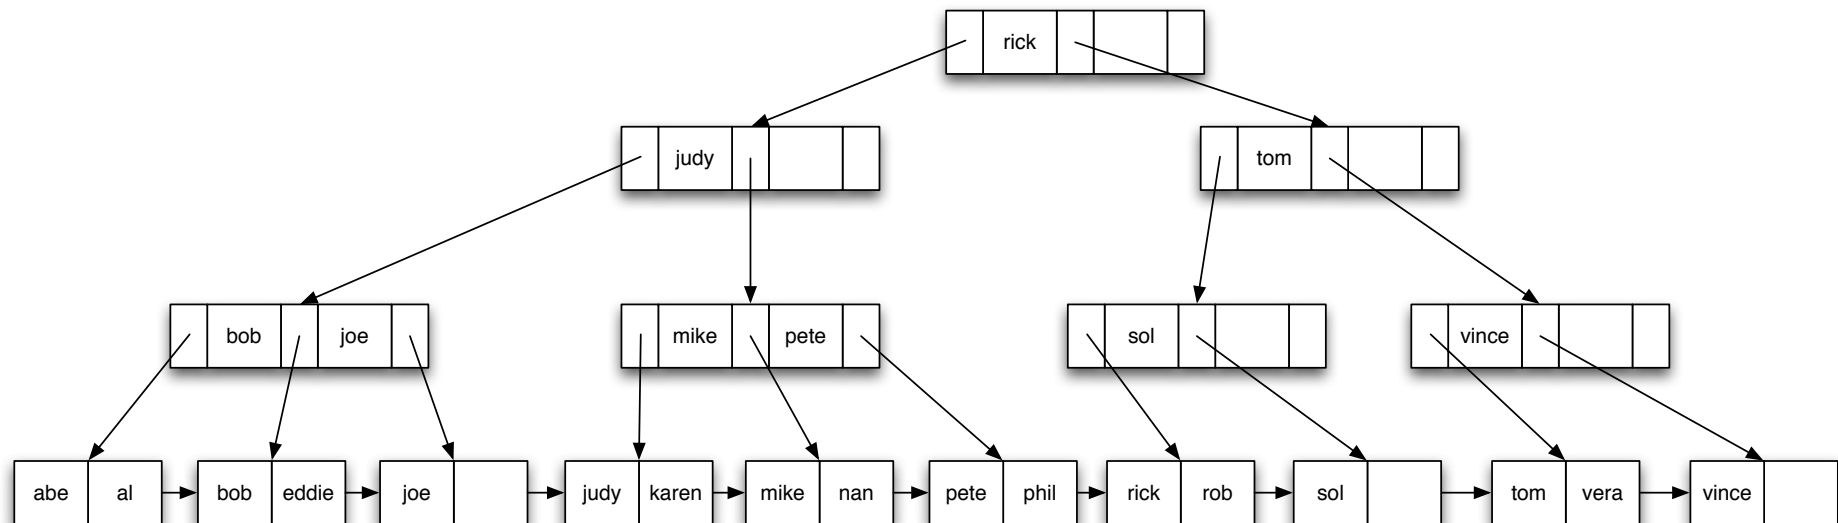 rick
judy tom
bob joe mike pete sol vince
abe al bob eddie joe judy karen mike nan pete phil rick rob sol tom vera vince